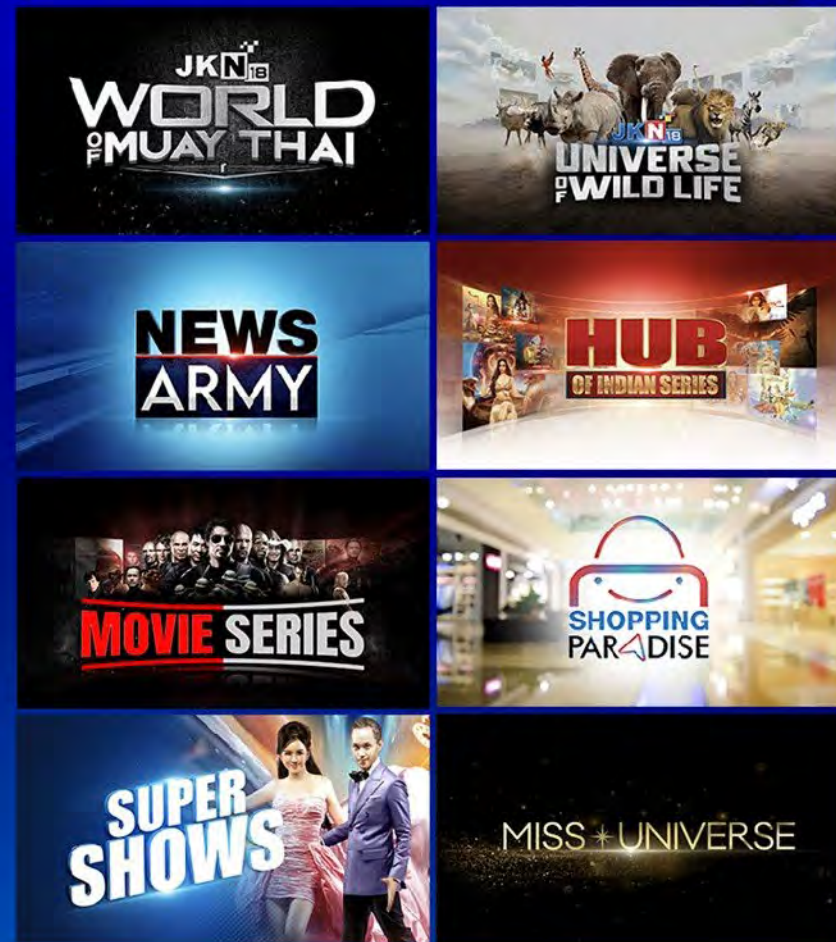 JKN18
WORLD
OF MUAY THAI
JKN18
UNIVERSE
OF WILD LIFE
NEWS
ARMY
HUB
OF INDIAN SERIES
MOVIE SERIES
SHOPPING
PARADISE
SUPER
SHOWS
MISS UNIVERSE